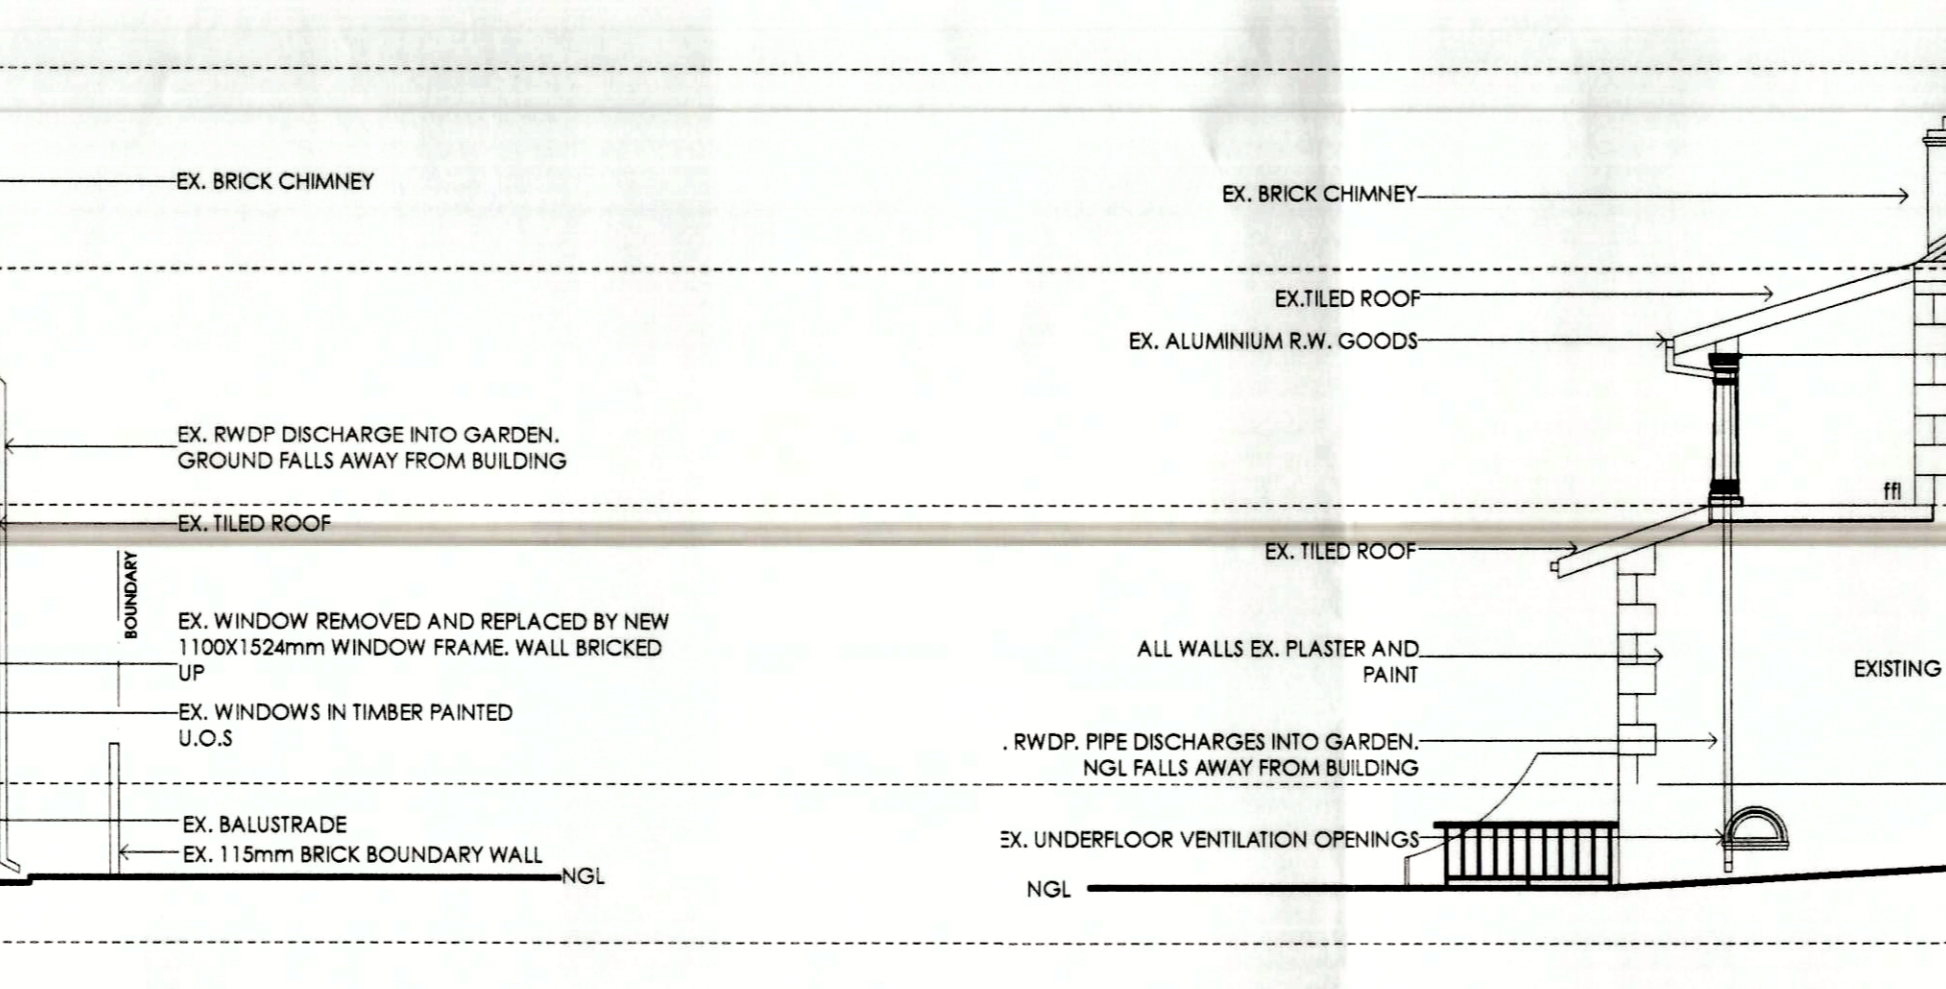 EX. BRICK CHIMNEY
EX. RWDP DISCHARGE INTO GARDEN.
GROUND FALLS AWAY FROM BUILDING
EX. TILED ROOF
BOUNDARY
EX. WINDOW REMOVED AND REPLACED BY NEW
1100X1524mm WINDOW FRAME. WALL BRICKED
UP
EX. WINDOWS IN TIMBER PAINTED
U.O.S
EX. BALUSTRADE
EX. 115mm BRICK BOUNDARY WALL
NGL
EX. BRICK CHIMNEY
EX.TILED ROOF
EX. ALUMINIUM R.W. GOODS
ffl
EX. TILED ROOF
ALL WALLS EX. PLASTER AND
PAINT
EXISTING
. RWDP. PIPE DISCHARGES INTO GARDEN.
NGL FALLS AWAY FROM BUILDING
EX. UNDERFLOOR VENTILATION OPENINGS
NGL